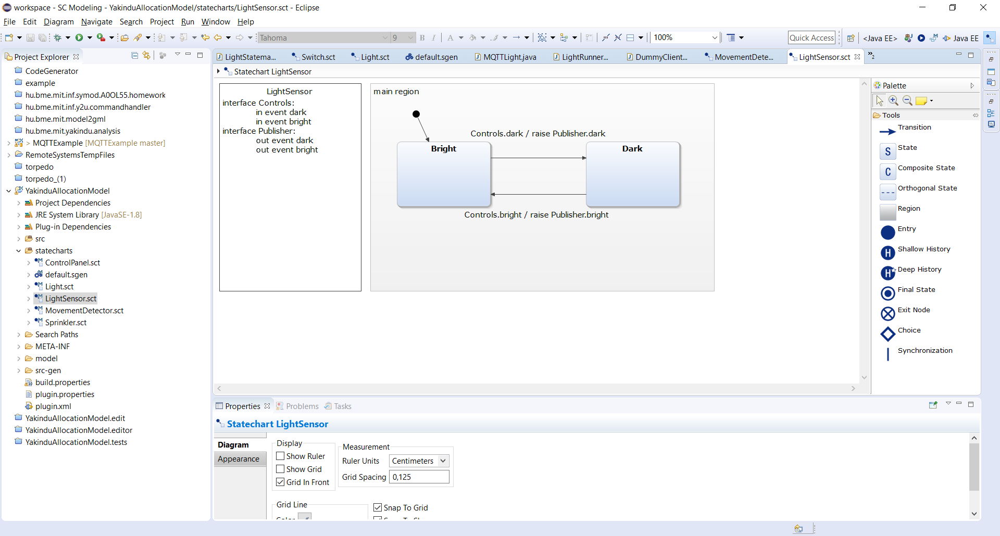 workspace - SC Modeling - YakinduAllocationModel/statecharts/LightSensor.sct - Eclipse
File Edit Diagram Navigate Search Project Run Window Help
Tahoma 9 B I A 100% Quick Access <Java EE> Java EE
Project Explorer
CodeGenerator
example
hu.bme.mit.inf.symod.A0OL55.homework
hu.bme.mit.inf.y2u.commandhandler
hu.bme.mit.model2gml
hu.bme.mit.yakindu.analysis
> MQTTExample [MQTTExample master]
RemoteSystemsTempFiles
torpedo
torpedo_(1)
YakinduAllocationModel
Project Dependencies
JRE System Library [JavaSE-1.8]
Plug-in Dependencies
src
statecharts
ControlPanel.sct
default.sgen
Light.sct
LightSensor.sct
MovementDetector.sct
Sprinkler.sct
Search Paths
META-INF
model
src-gen
build.properties
plugin.properties
plugin.xml
YakinduAllocationModel.edit
YakinduAllocationModel.editor
YakinduAllocationModel.tests
LightStatema... Switch.sct Light.sct default.sgen MQTTLight.java LightRunner... DummyClient... MovementDete... LightSensor.sct »2
Statechart LightSensor
LightSensor
interface Controls:
in event dark
in event bright
interface Publisher:
out event dark
out event bright
main region
Controls.dark / raise Publisher.dark
Bright
Dark
Controls.bright / raise Publisher.bright
Palette
Tools
Transition
S State
C Composite State
Orthogonal State
Region
Entry
H Shallow History
H Deep History
Final State
Exit Node
Choice
Synchronization
Properties Problems Tasks
Statechart LightSensor
Diagram
Appearance
Display
Show Ruler
Show Grid
Grid In Front
Measurement
Ruler Units Centimeters
Grid Spacing 0,125
Grid Line
Snap To Grid